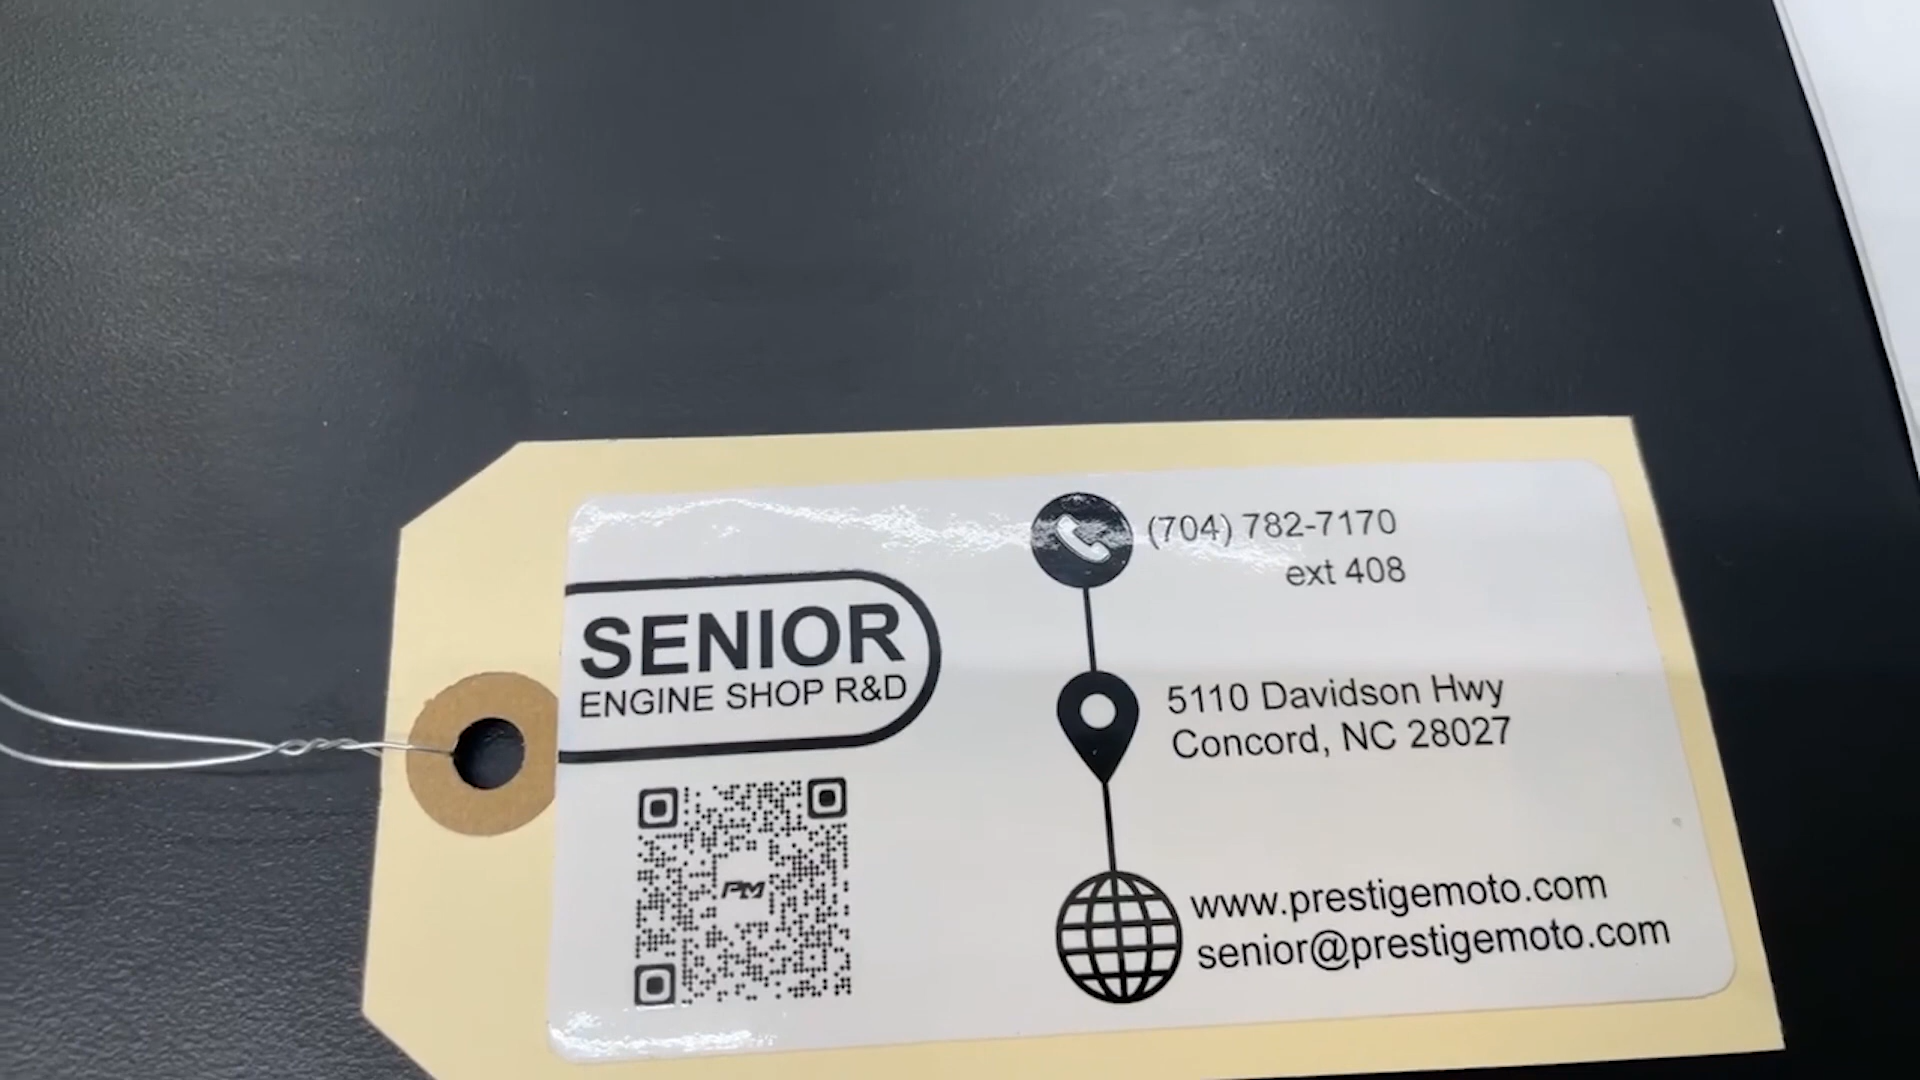 SENIOR
ENGINE SHOP R&D
PM
(704) 782-7170
ext 408
5110 Davidson Hwy
Concord, NC 28027
www.prestigemoto.com
senior@prestigemoto.com